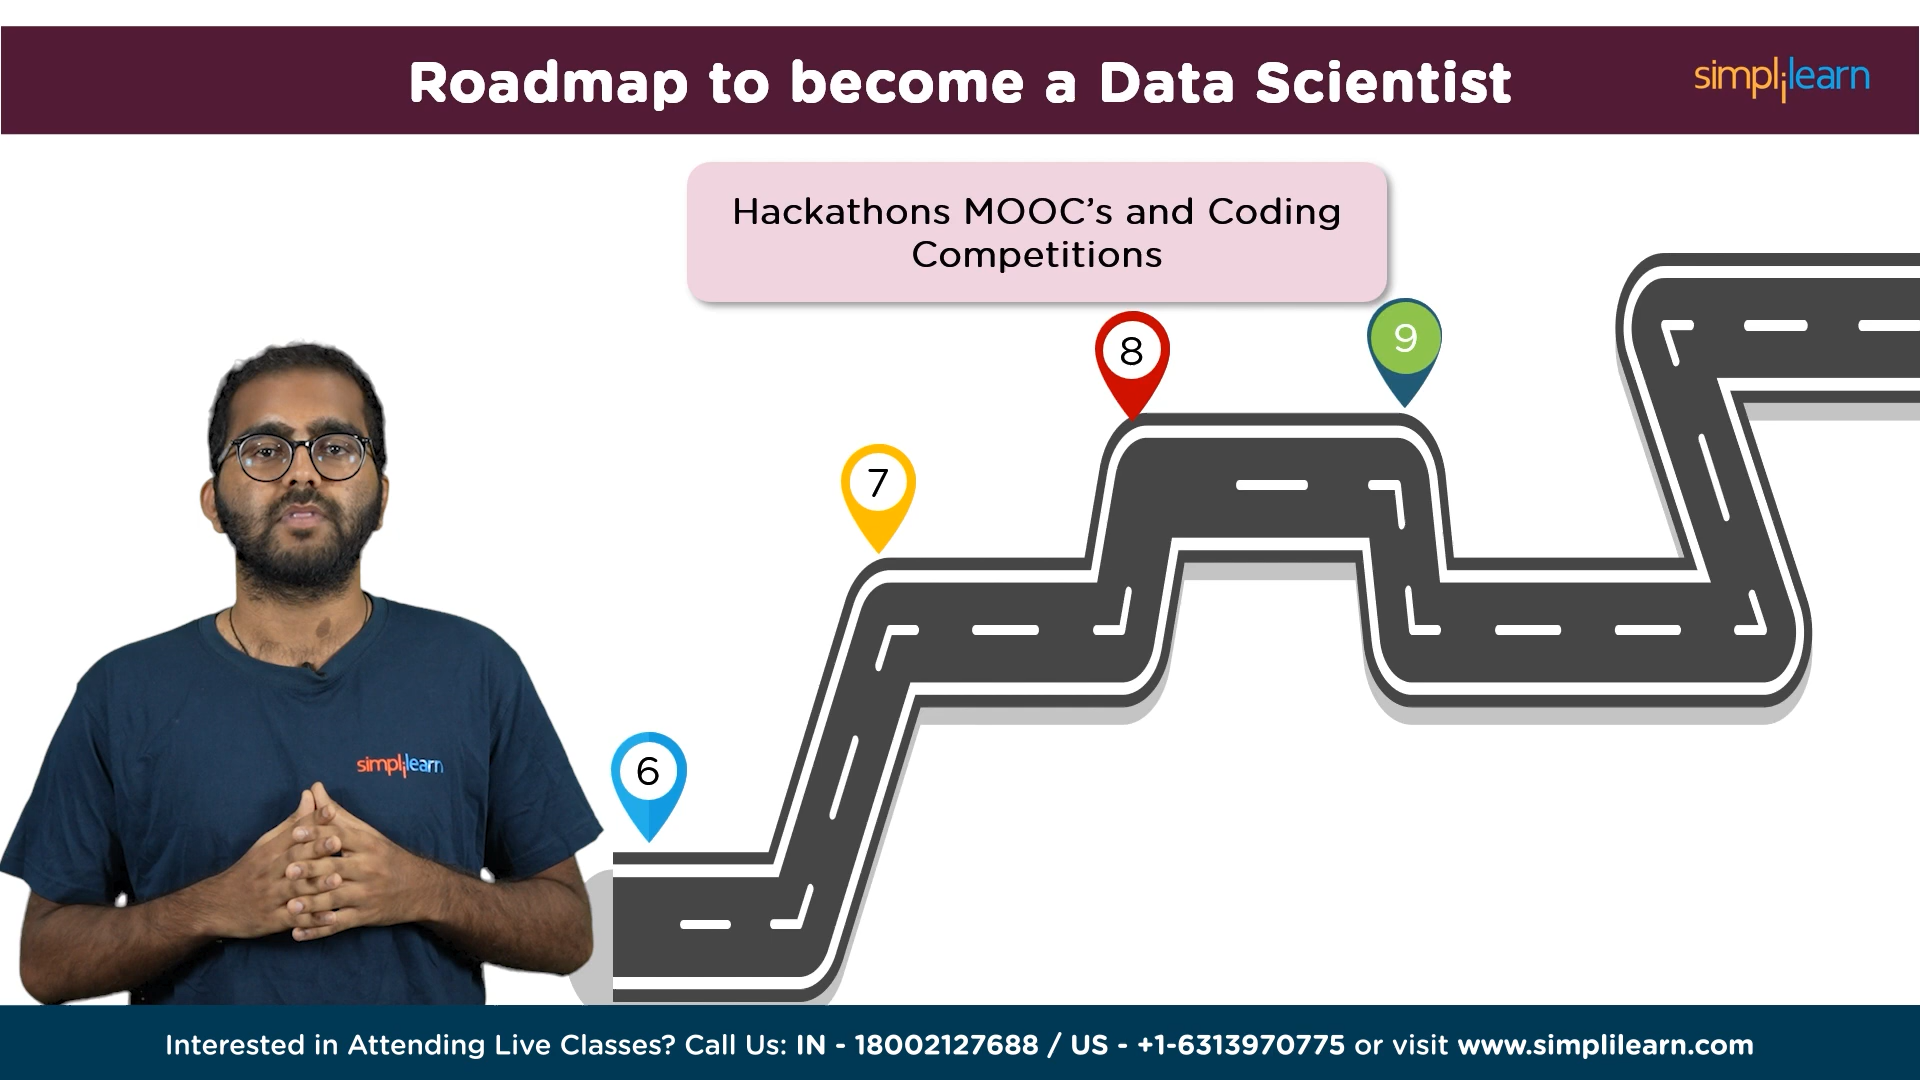 Roadmap to become a Data Scientist
simplilearn
Hackathons MOOC’s and Coding
Competitions
8
9
7
6
simplilearn
Interested in Attending Live Classes? Call Us: IN - 18002127688 / US - +1-6313970775 or visit www.simplilearn.com